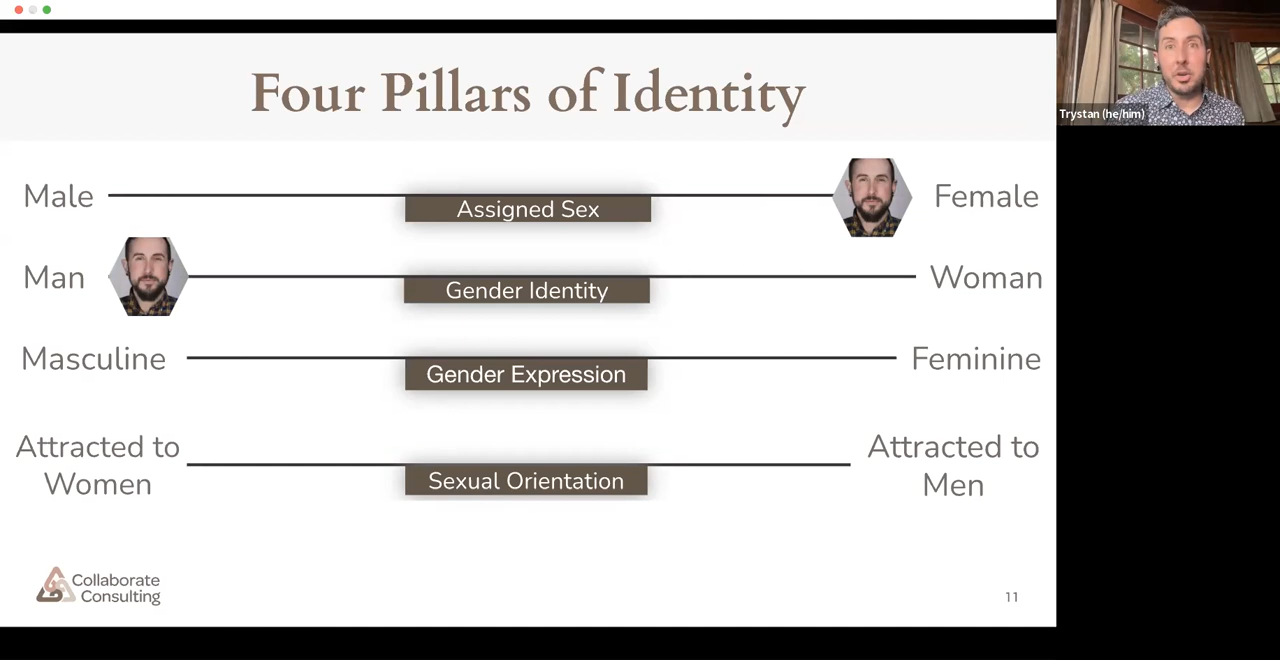 Four Pillars of Identity
Trystan (he/him)
Male
Assigned Sex
Female
Man
Gender Identity
Woman
Masculine
Gender Expression
Feminine
Attracted to
Women
Sexual Orientation
Attracted to
Men
Collaborate
Consulting
11